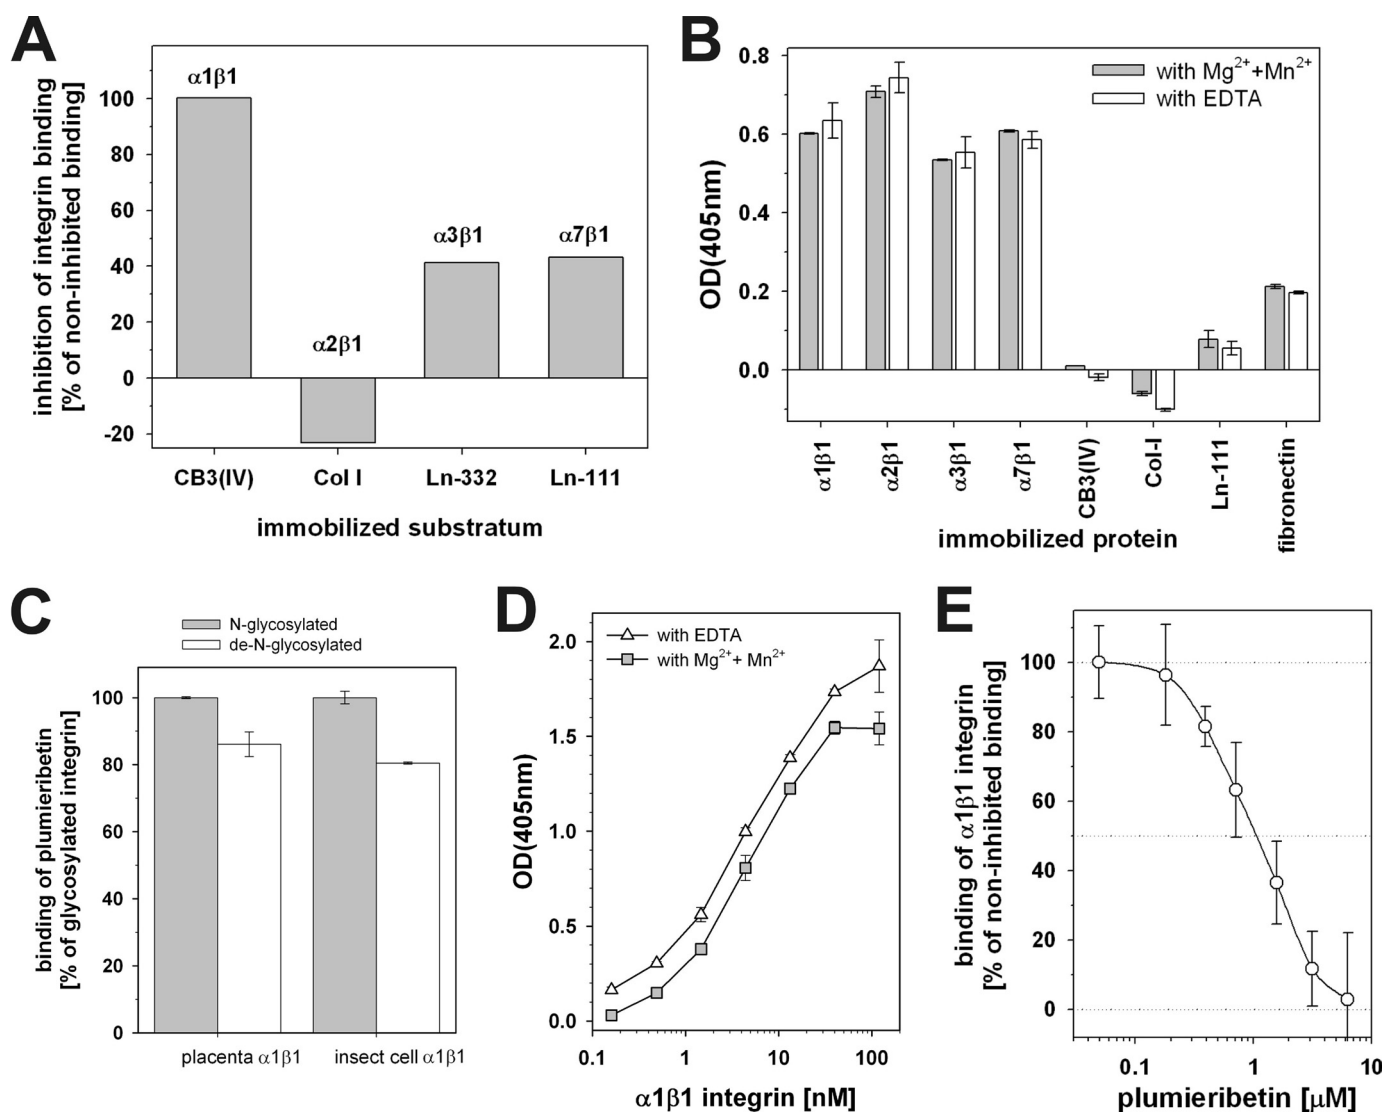 A
inhibition of integrin binding
[% of non-inhibited binding]
100
80
60
40
20
0
-20
α1β1
α2β1
α3β1
α7β1
CB3(IV)
Col I
Ln-332
Ln-111
immobilized substratum
B
OD(405nm)
0.8
0.6
0.4
0.2
0.0
with Mg²⁺+Mn²⁺
with EDTA
α1β1
α2β1
α3β1
α7β1
CB3(IV)
Col-I
Ln-111
fibronectin
immobilized protein
C
N-glycosylated
de-N-glycosylated
binding of plumieribetin
[% of glycosylated integrin]
100
80
60
40
20
0
placenta α1β1
insect cell α1β1
D
with EDTA
with Mg²⁺+ Mn²⁺
OD(405nm)
2.0
1.5
1.0
0.5
0.0
0.1
1
10
100
α1β1 integrin [nM]
E
binding of α1β1 integrin
[% of non-inhibited binding]
100
80
60
40
20
0
0.1
1
10
plumieribetin [µM]